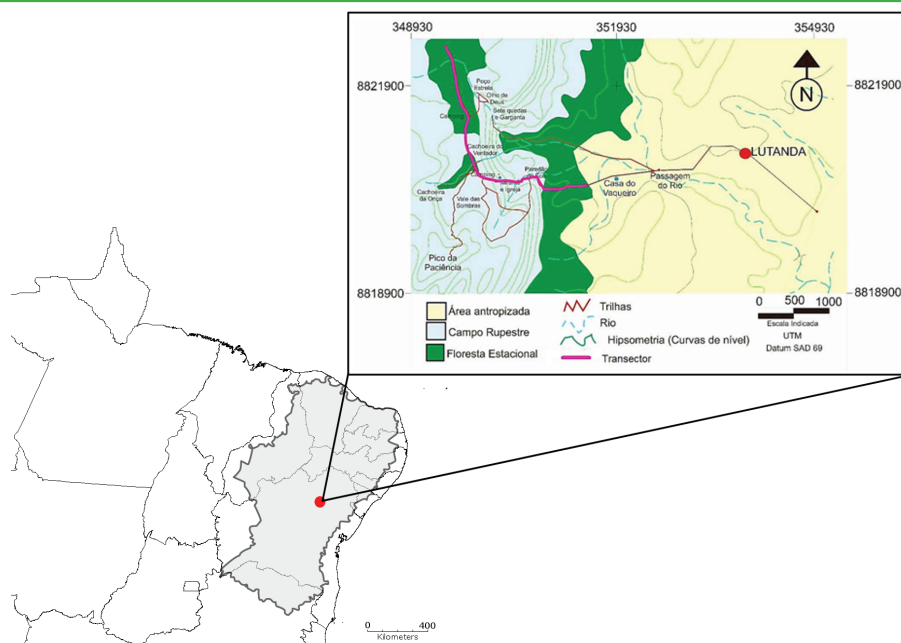 348930 351930 354930
8821900 8821900
N
Poço
Estrela
Olho de
Deus
Sete quedas
e Garganta
Camping
Cachoeira do
Ventador
LUTANDA
Camping
Passagem
do Rio
Casa do
Vaqueiro
Cachoeira
da Onça
Vale das
Sombras
e Igreja
Pico da
Paciência
8818900 8818900
Área antropizada
Campo Rupestre
Floresta Estacional
Trilhas
Rio
Hipsometria (Curvas de nível)
Transector
0 500 1000
Escala Indicada
UTM
Datum SAD 69
0 400
Kilometers